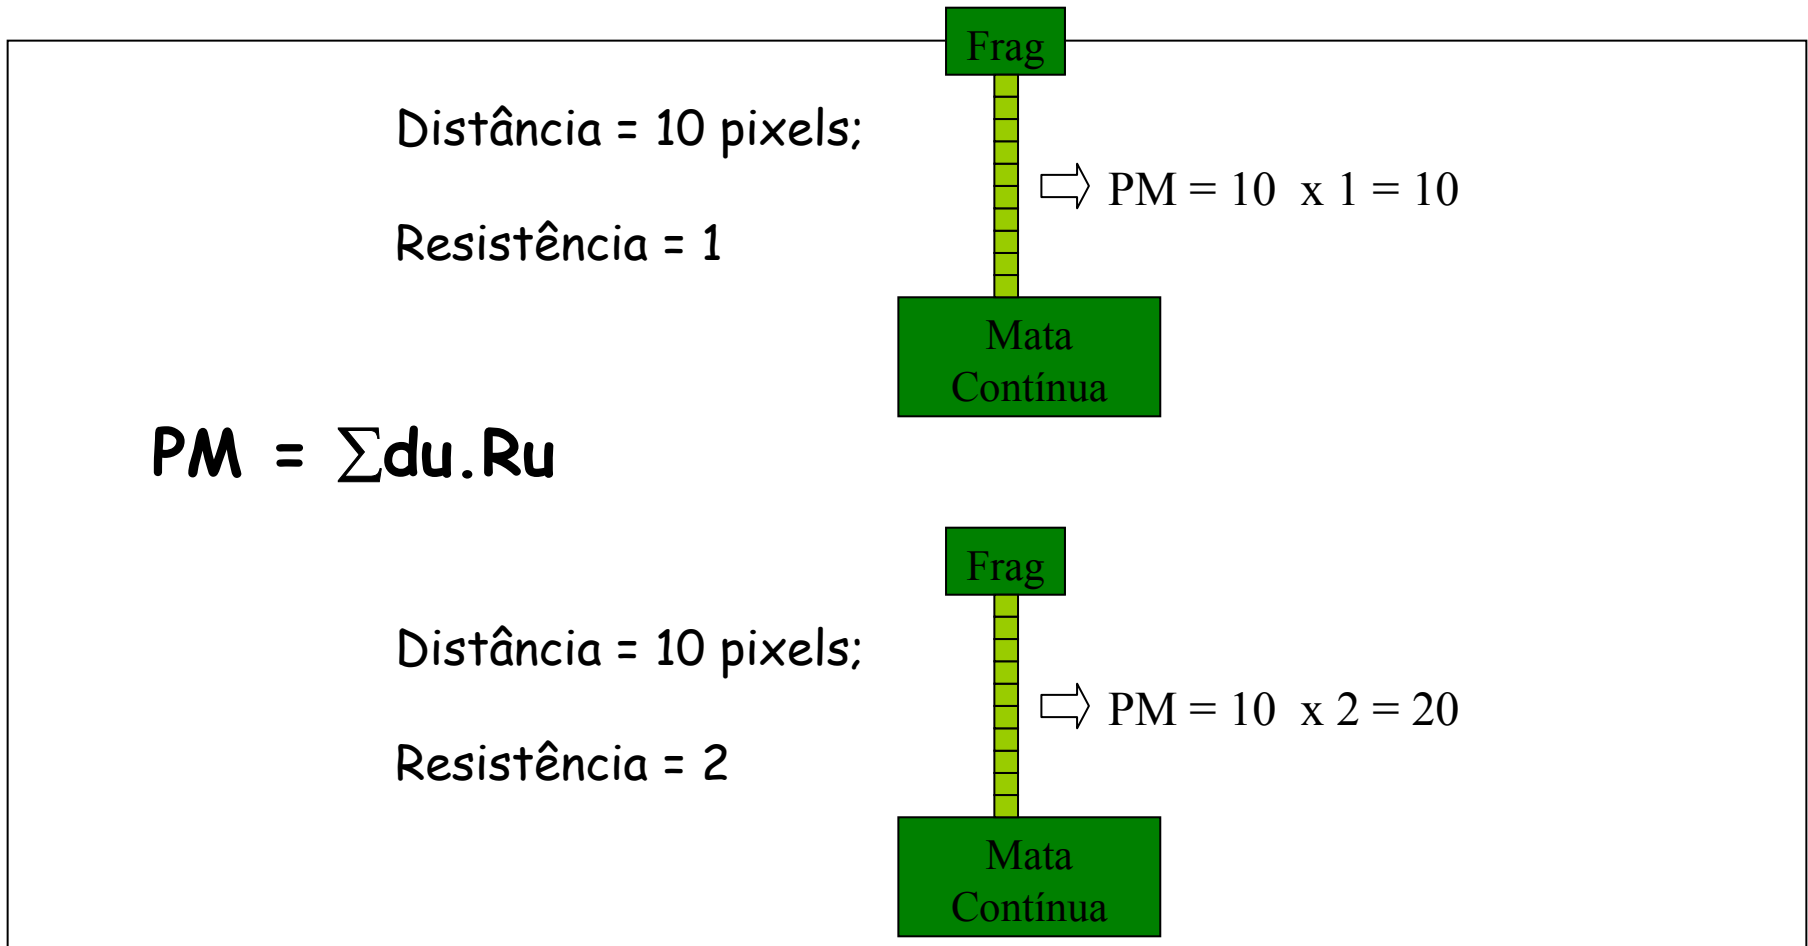 Frag
Distância = 10 pixels;
PM = 10 x 1 = 10
Resistência = 1
Mata
Contínua
PM = ∑du.Ru
Frag
Distância = 10 pixels;
PM = 10 x 2 = 20
Resistência = 2
Mata
Contínua